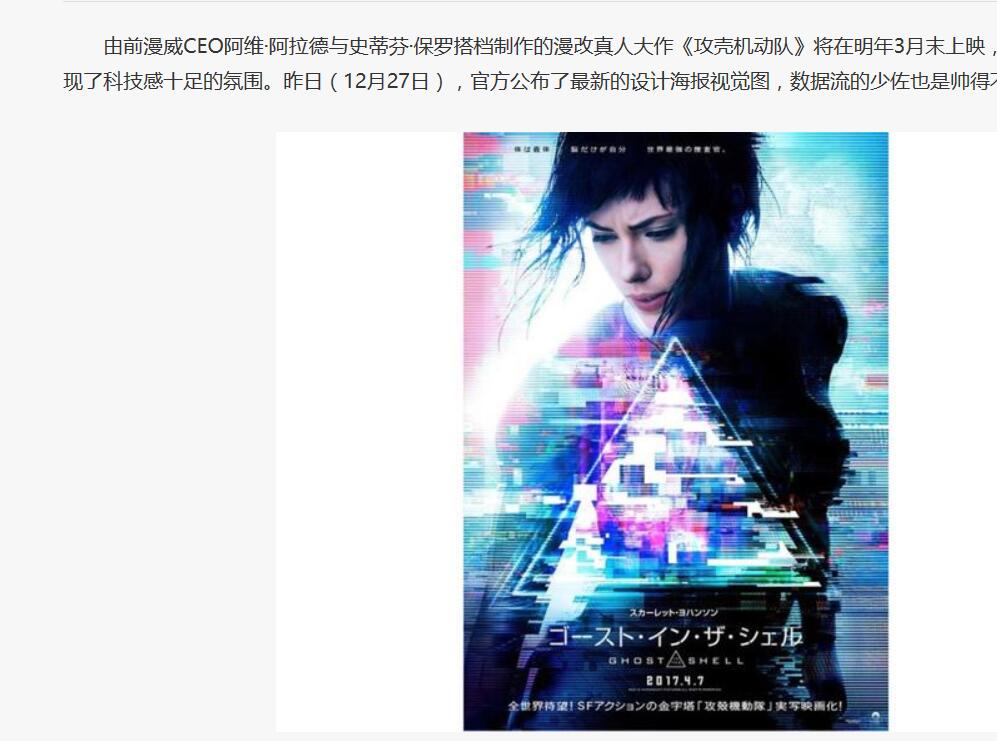 由前漫威CEO阿维·阿拉德与史蒂芬·保罗搭档制作的漫改真人大作《攻壳机动队》将在明年3月末上映，
现了科技感十足的氛围。昨日（12月27日），官方公布了最新的设计海报视觉图，数据流的少佐也是帅得不
体は義体 脳だけが自分 世界最強の捜査官。
スカーレット・ヨハンソン
ゴースト・イン・ザ・シェル
GHOST SHELL
2017.4.7
全世界待望！SFアクションの金字塔「攻殻機動隊」実写映画化！